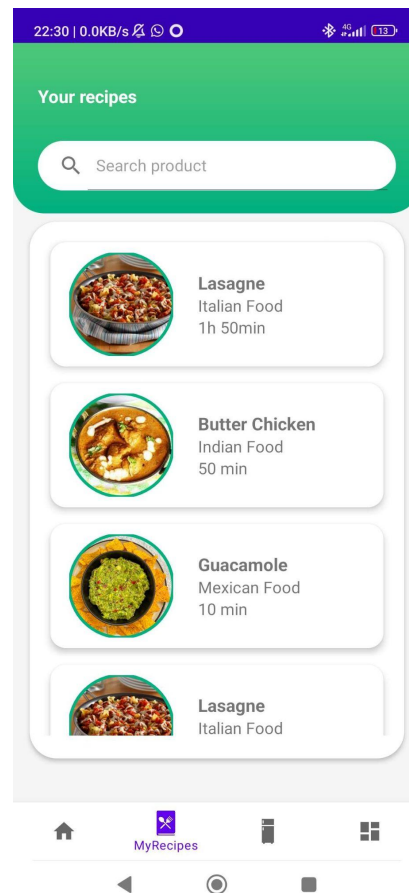 22:30 | 0.0KB/s
4G
13
Your recipes
Search product
Lasagne
Italian Food
1h 50min
Butter Chicken
Indian Food
50 min
Guacamole
Mexican Food
10 min
Lasagne
Italian Food
MyRecipes